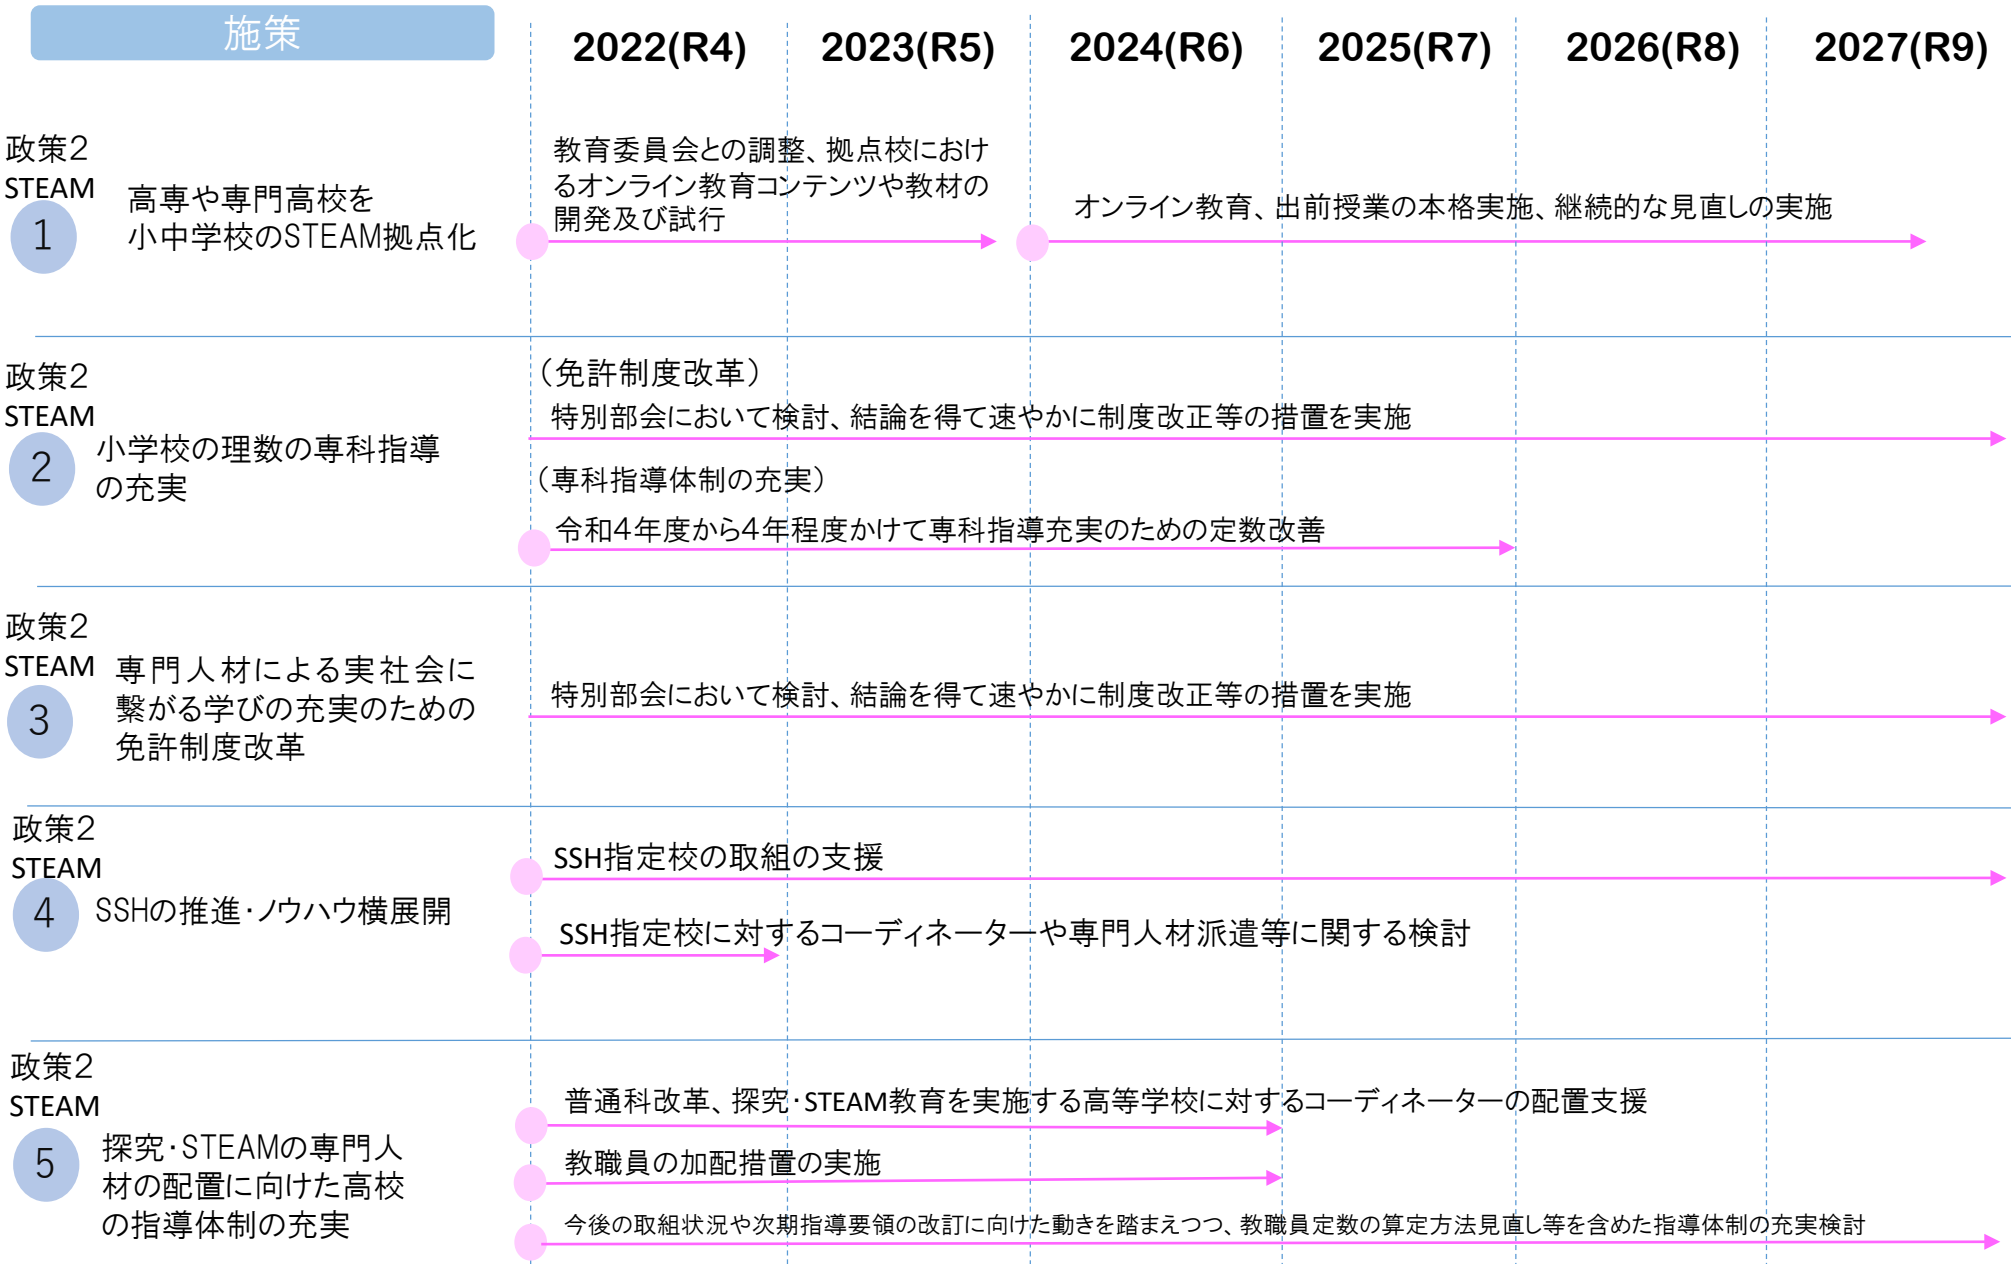 施策
2022(R4)
2023(R5)
2024(R6)
2025(R7)
2026(R8)
2027(R9)
政策2
STEAM
1
高専や専門高校を
小中学校のSTEAM拠点化
教育委員会との調整、拠点校におけ
るオンライン教育コンテンツや教材の
開発及び試行
オンライン教育、出前授業の本格実施、継続的な見直しの実施
政策2
STEAM
2
小学校の理数の専科指導
の充実
（免許制度改革）
特別部会において検討、結論を得て速やかに制度改正等の措置を実施
（専科指導体制の充実）
令和4年度から4年程度かけて専科指導充実のための定数改善
政策2
STEAM
3
専門人材による実社会に
繋がる学びの充実のための
免許制度改革
特別部会において検討、結論を得て速やかに制度改正等の措置を実施
政策2
STEAM
4
SSHの推進・ノウハウ横展開
SSH指定校の取組の支援
SSH指定校に対するコーディネーターや専門人材派遣等に関する検討
政策2
STEAM
5
探究・STEAMの専門人
材の配置に向けた高校
の指導体制の充実
普通科改革、探究・STEAM教育を実施する高等学校に対するコーディネーターの配置支援
教職員の加配措置の実施
今後の取組状況や次期指導要領の改訂に向けた動きを踏まえつつ、教職員定数の算定方法見直し等を含めた指導体制の充実検討